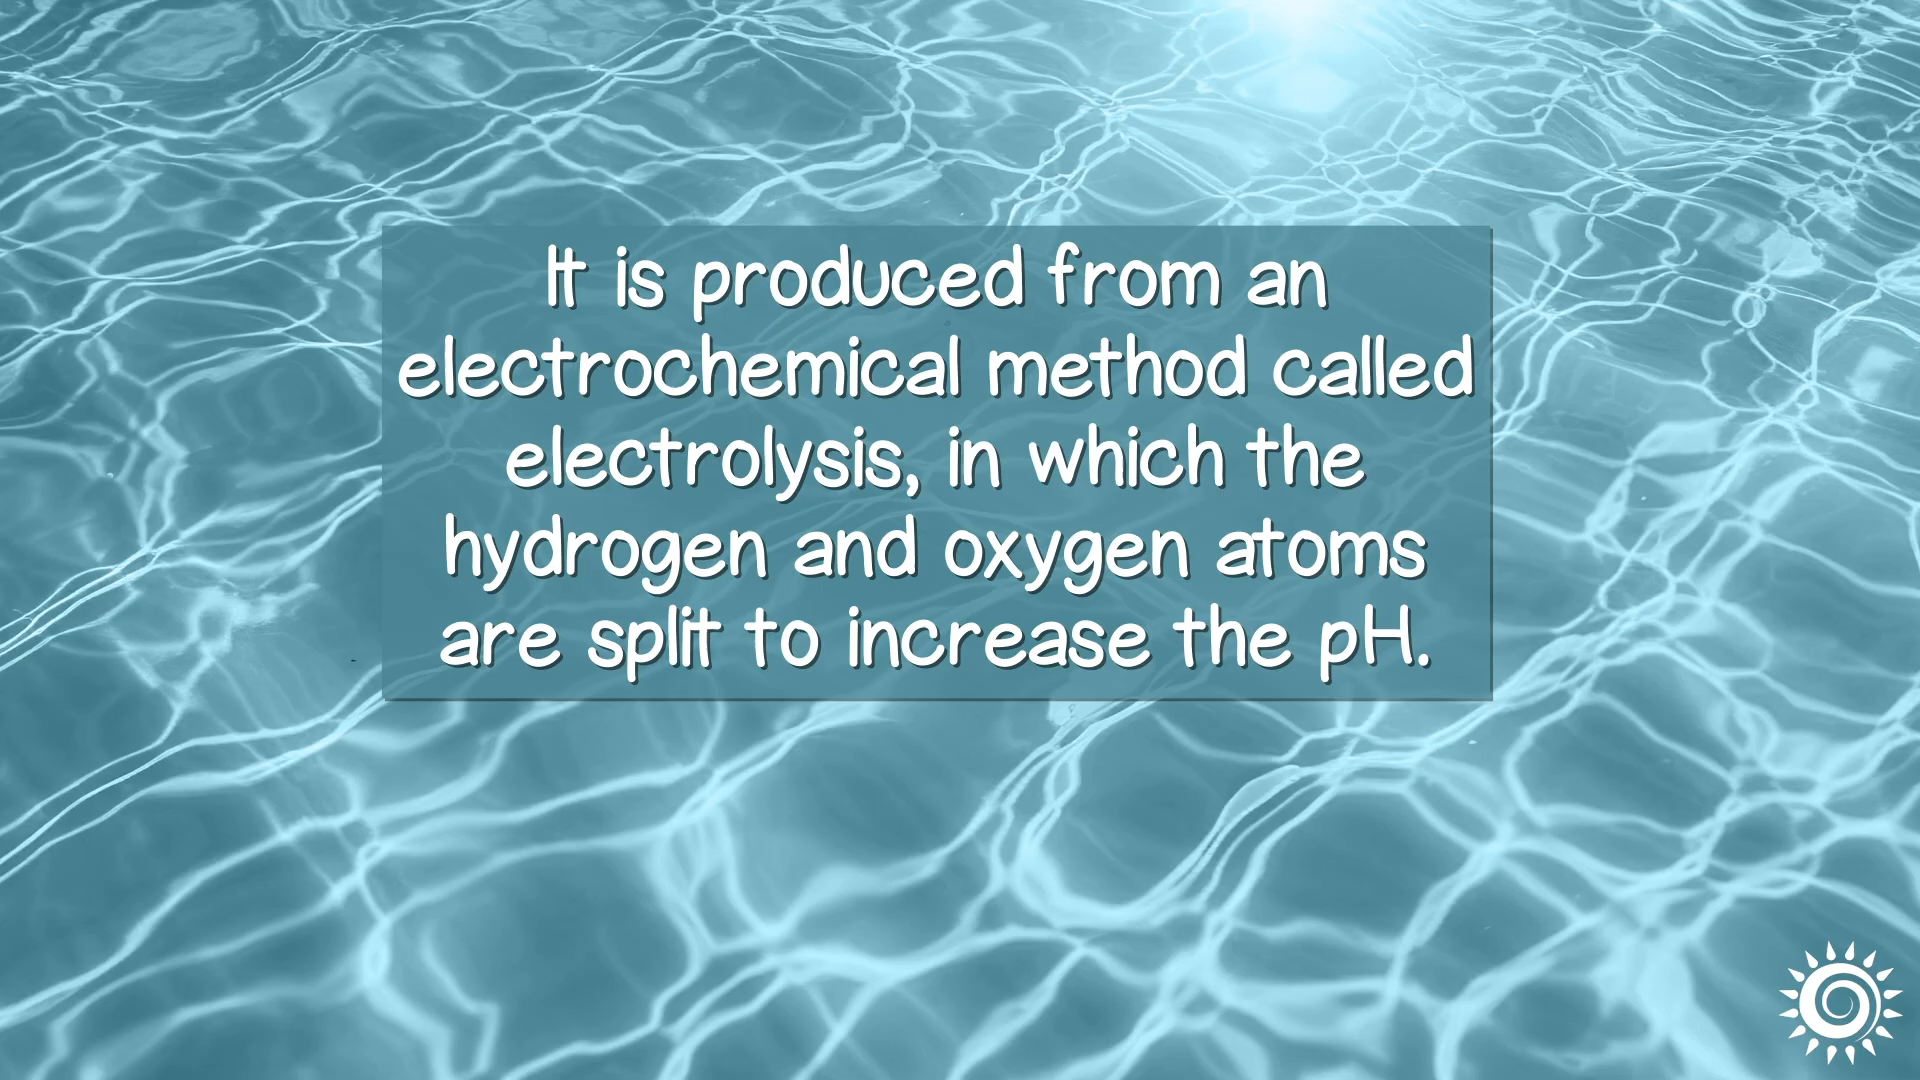 It is produced from an
electrochemical method called
electrolysis, in which the
hydrogen and oxygen atoms
are split to increase the pH.